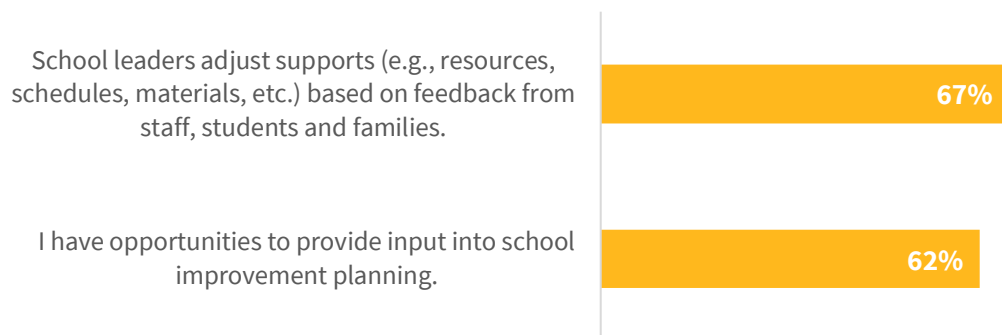 School leaders adjust supports (e.g., resources,
schedules, materials, etc.) based on feedback from
staff, students and families.
67%
I have opportunities to provide input into school
improvement planning.
62%